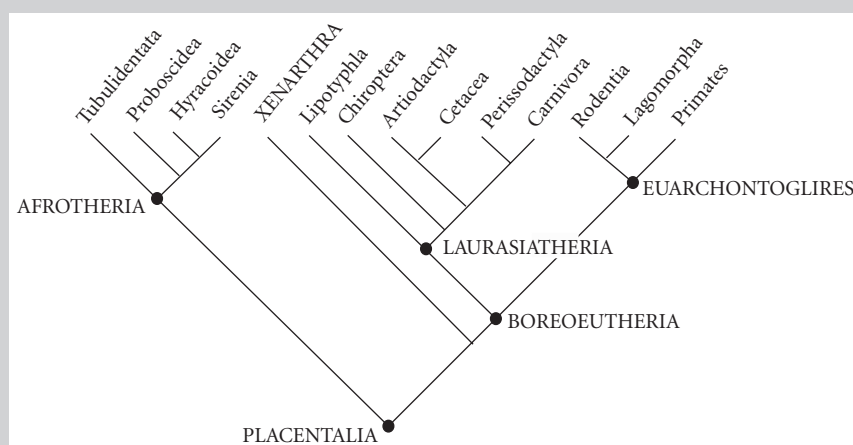 Tubulidentata
Proboscidea
Hyracoidea
Sirenia
XENARTHRA
Lipotyphla
Chiroptera
Artiodactyla
Cetacea
Perissodactyla
Carnivora
Rodentia
Lagomorpha
Primates
AFROTHERIA
EUARCHONTOGLIRES
LAURASIATHERIA
BOREOEUTHERIA
PLACENTALIA